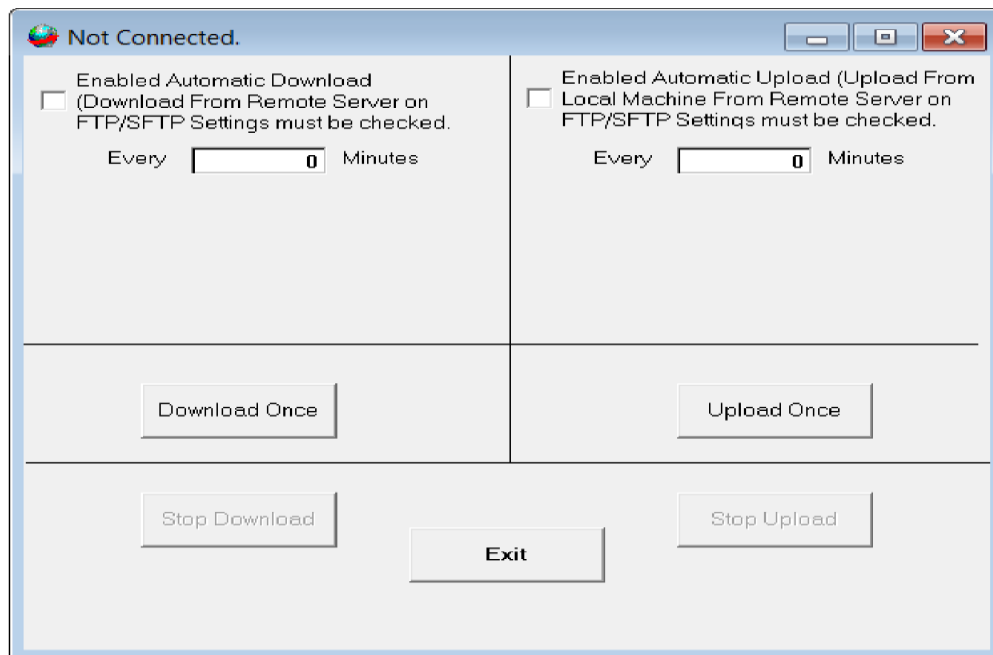 Not Connected.
Enabled Automatic Download
(Download From Remote Server on
FTP/SFTP Settings must be checked.
Every 0 Minutes
Enabled Automatic Upload (Upload From
Local Machine From Remote Server on
FTP/SFTP Settings must be checked.
Every 0 Minutes
Download Once
Upload Once
Stop Download
Stop Upload
Exit